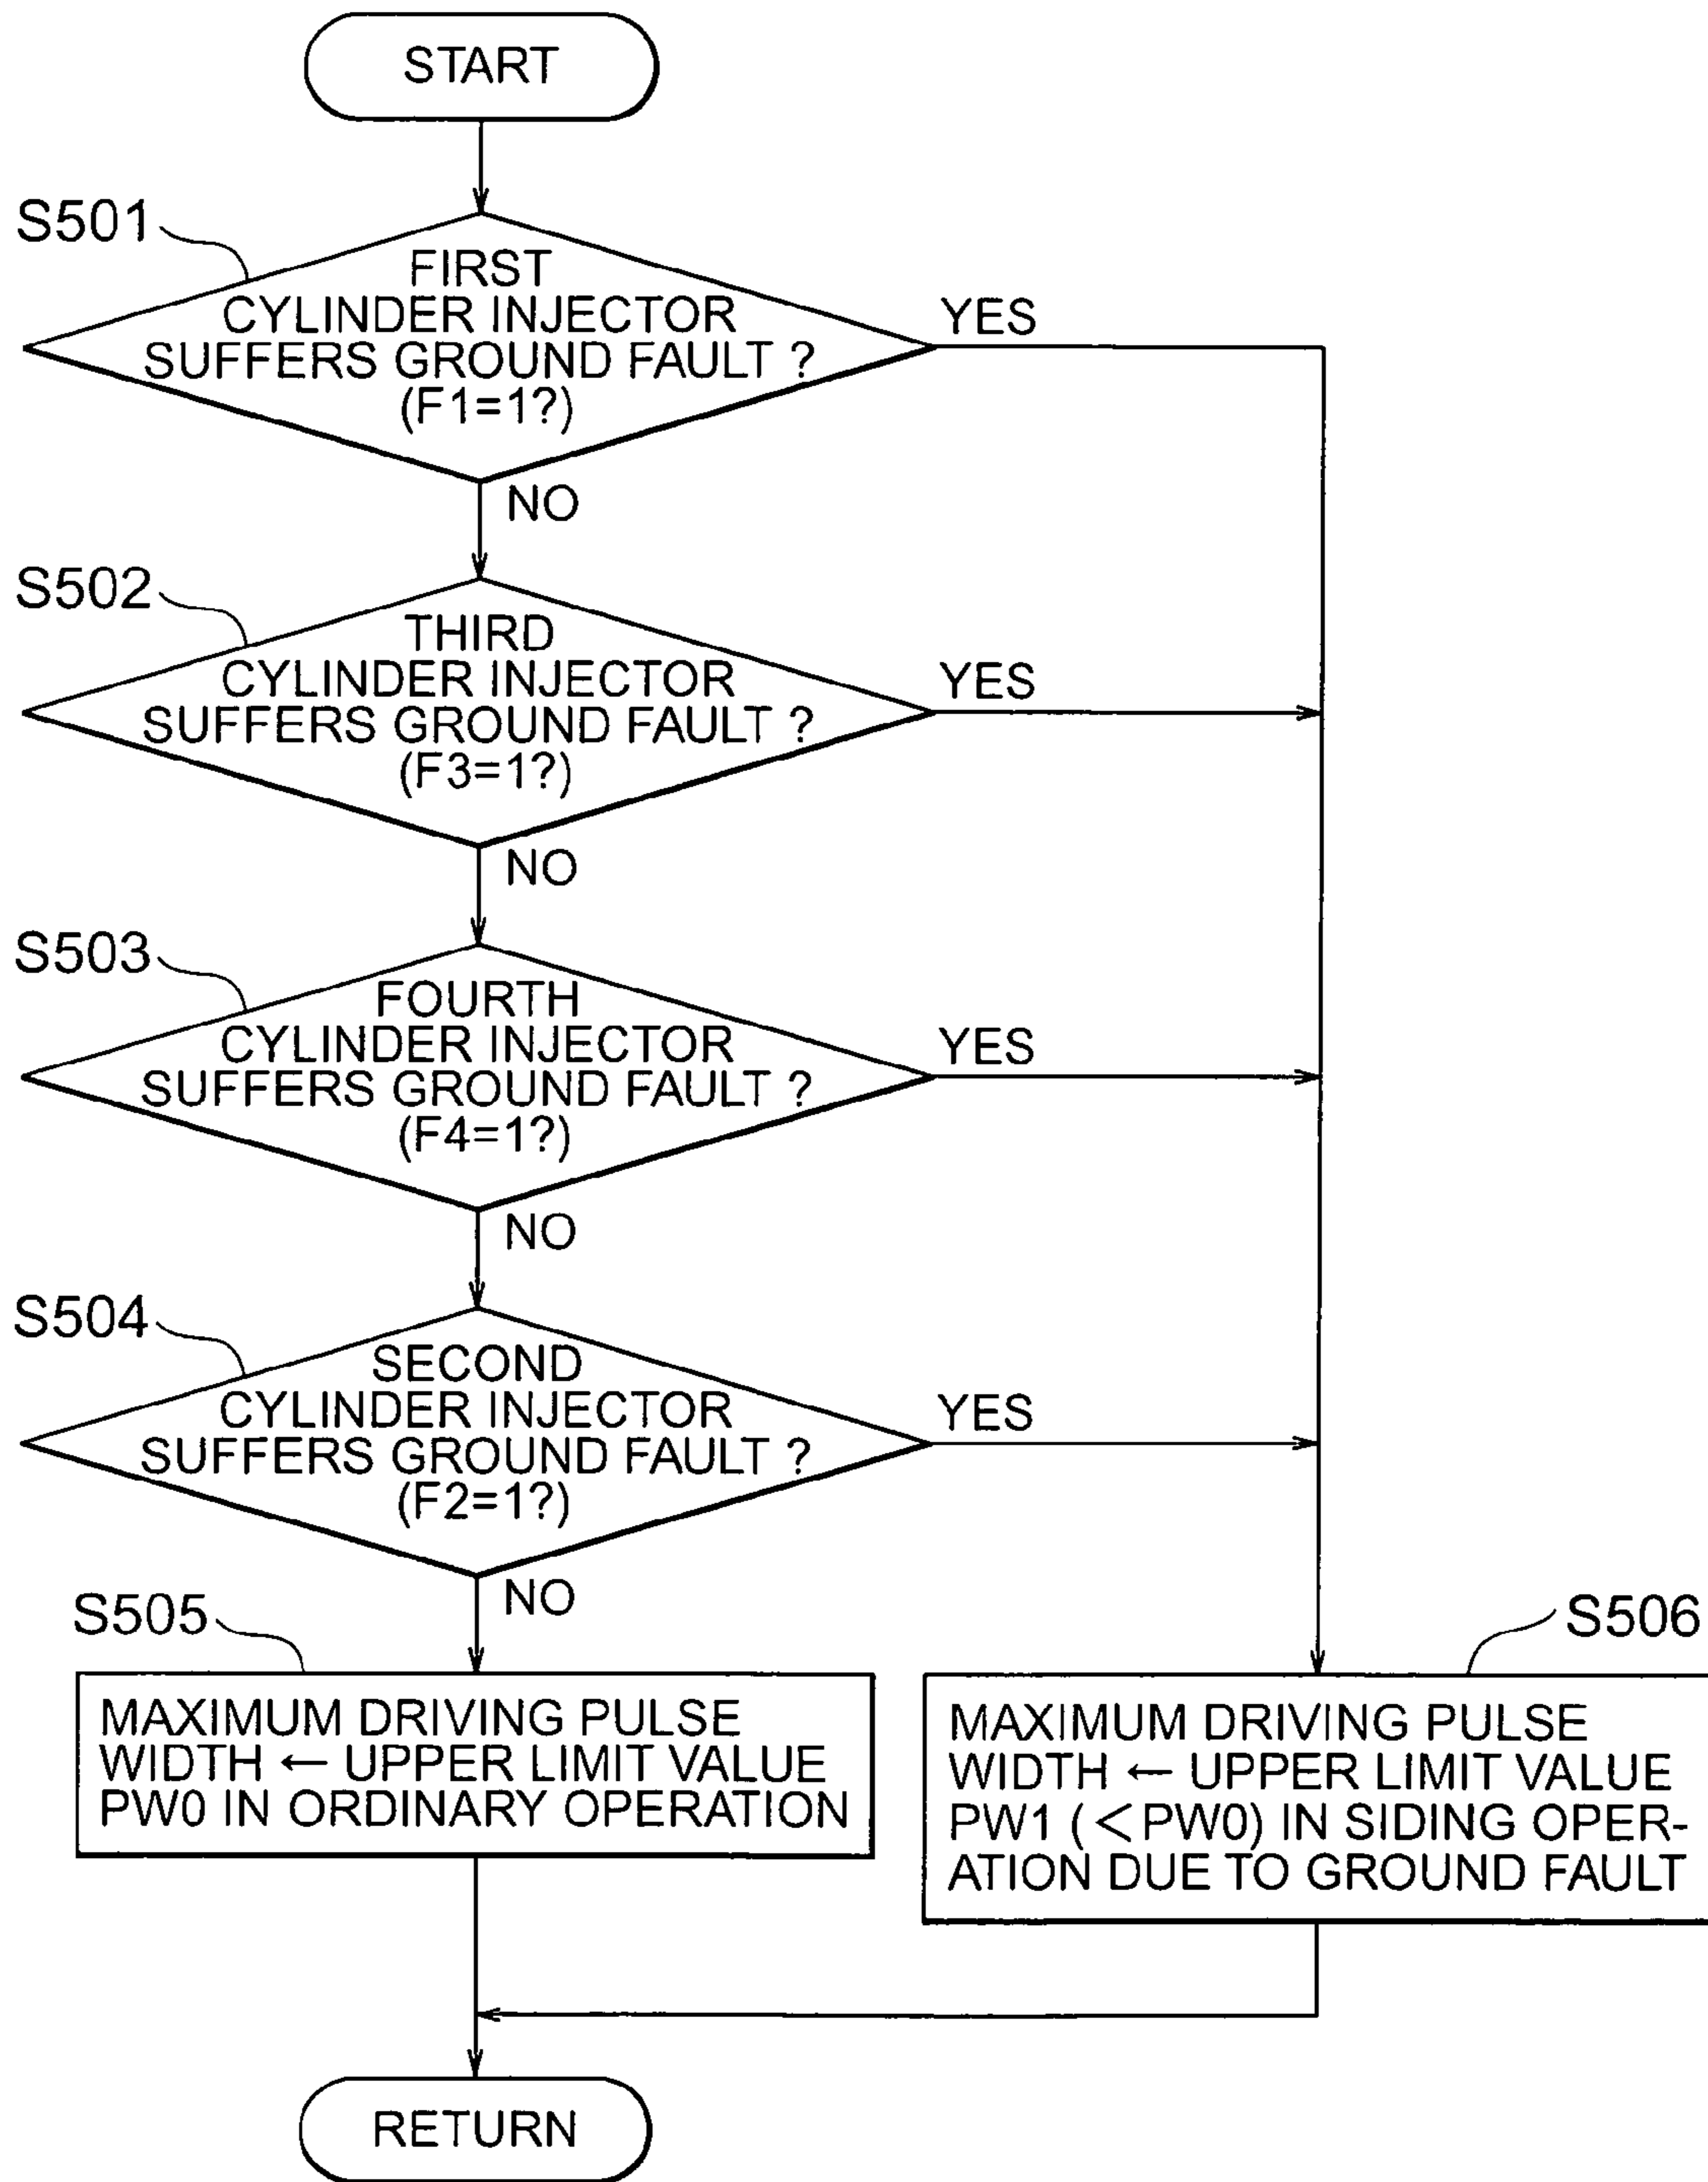 START
S501
FIRST
CYLINDER INJECTOR
SUFFERS GROUND FAULT ?
(F1=1?)
YES
NO
S502
THIRD
CYLINDER INJECTOR
SUFFERS GROUND FAULT ?
(F3=1?)
YES
NO
S503
FOURTH
CYLINDER INJECTOR
SUFFERS GROUND FAULT ?
(F4=1?)
YES
NO
S504
SECOND
CYLINDER INJECTOR
SUFFERS GROUND FAULT ?
(F2=1?)
YES
NO
S505
MAXIMUM DRIVING PULSE
WIDTH ← UPPER LIMIT VALUE
PW0 IN ORDINARY OPERATION
S506
MAXIMUM DRIVING PULSE
WIDTH ← UPPER LIMIT VALUE
PW1 (<PW0) IN SIDING OPER-
ATION DUE TO GROUND FAULT
RETURN